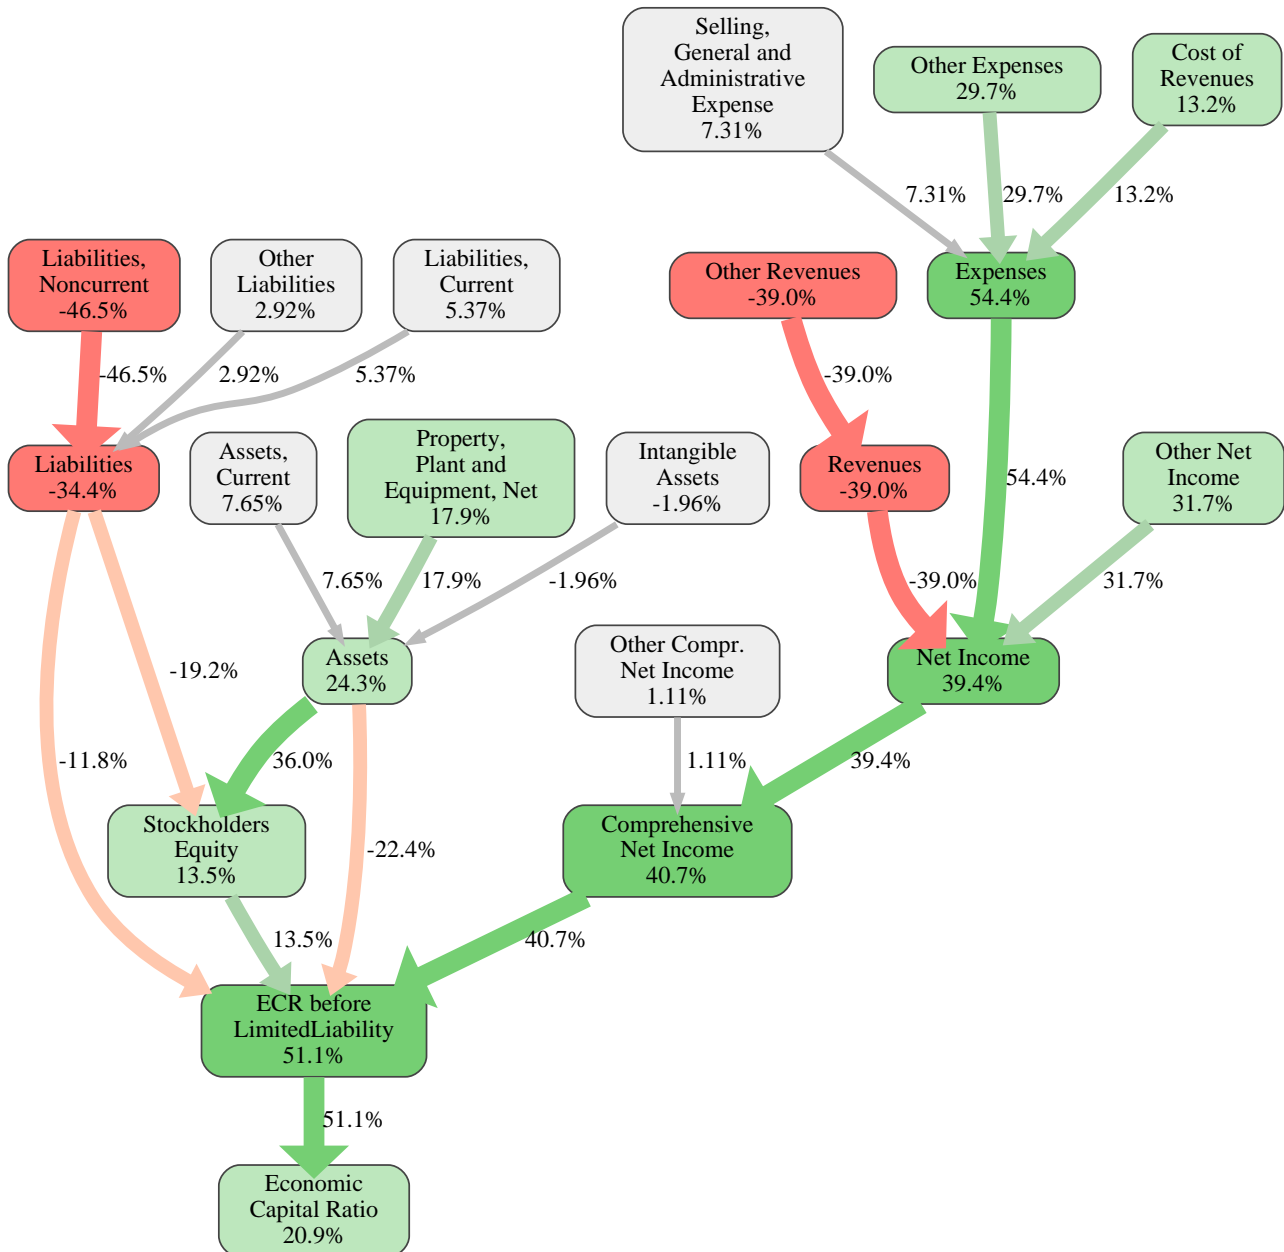 Selling,
General and
Administrative
Expense
7.31%
Other Expenses
29.7%
Cost of
Revenues
13.2%
7.31%
29.7%
13.2%
Liabilities,
Noncurrent
-46.5%
Other
Liabilities
2.92%
Liabilities,
Current
5.37%
Other Revenues
-39.0%
Expenses
54.4%
-46.5%
2.92%
5.37%
-39.0%
Liabilities
-34.4%
Assets,
Current
7.65%
Property,
Plant and
Equipment, Net
17.9%
Intangible
Assets
-1.96%
Revenues
-39.0%
54.4%
Other Net
Income
31.7%
7.65%
17.9%
-1.96%
-39.0%
31.7%
-19.2%
Assets
24.3%
Other Compr.
Net Income
1.11%
Net Income
39.4%
-11.8%
36.0%
1.11%
39.4%
Stockholders
Equity
13.5%
-22.4%
Comprehensive
Net Income
40.7%
13.5%
40.7%
ECR before
LimitedLiability
51.1%
51.1%
Economic
Capital Ratio
20.9%